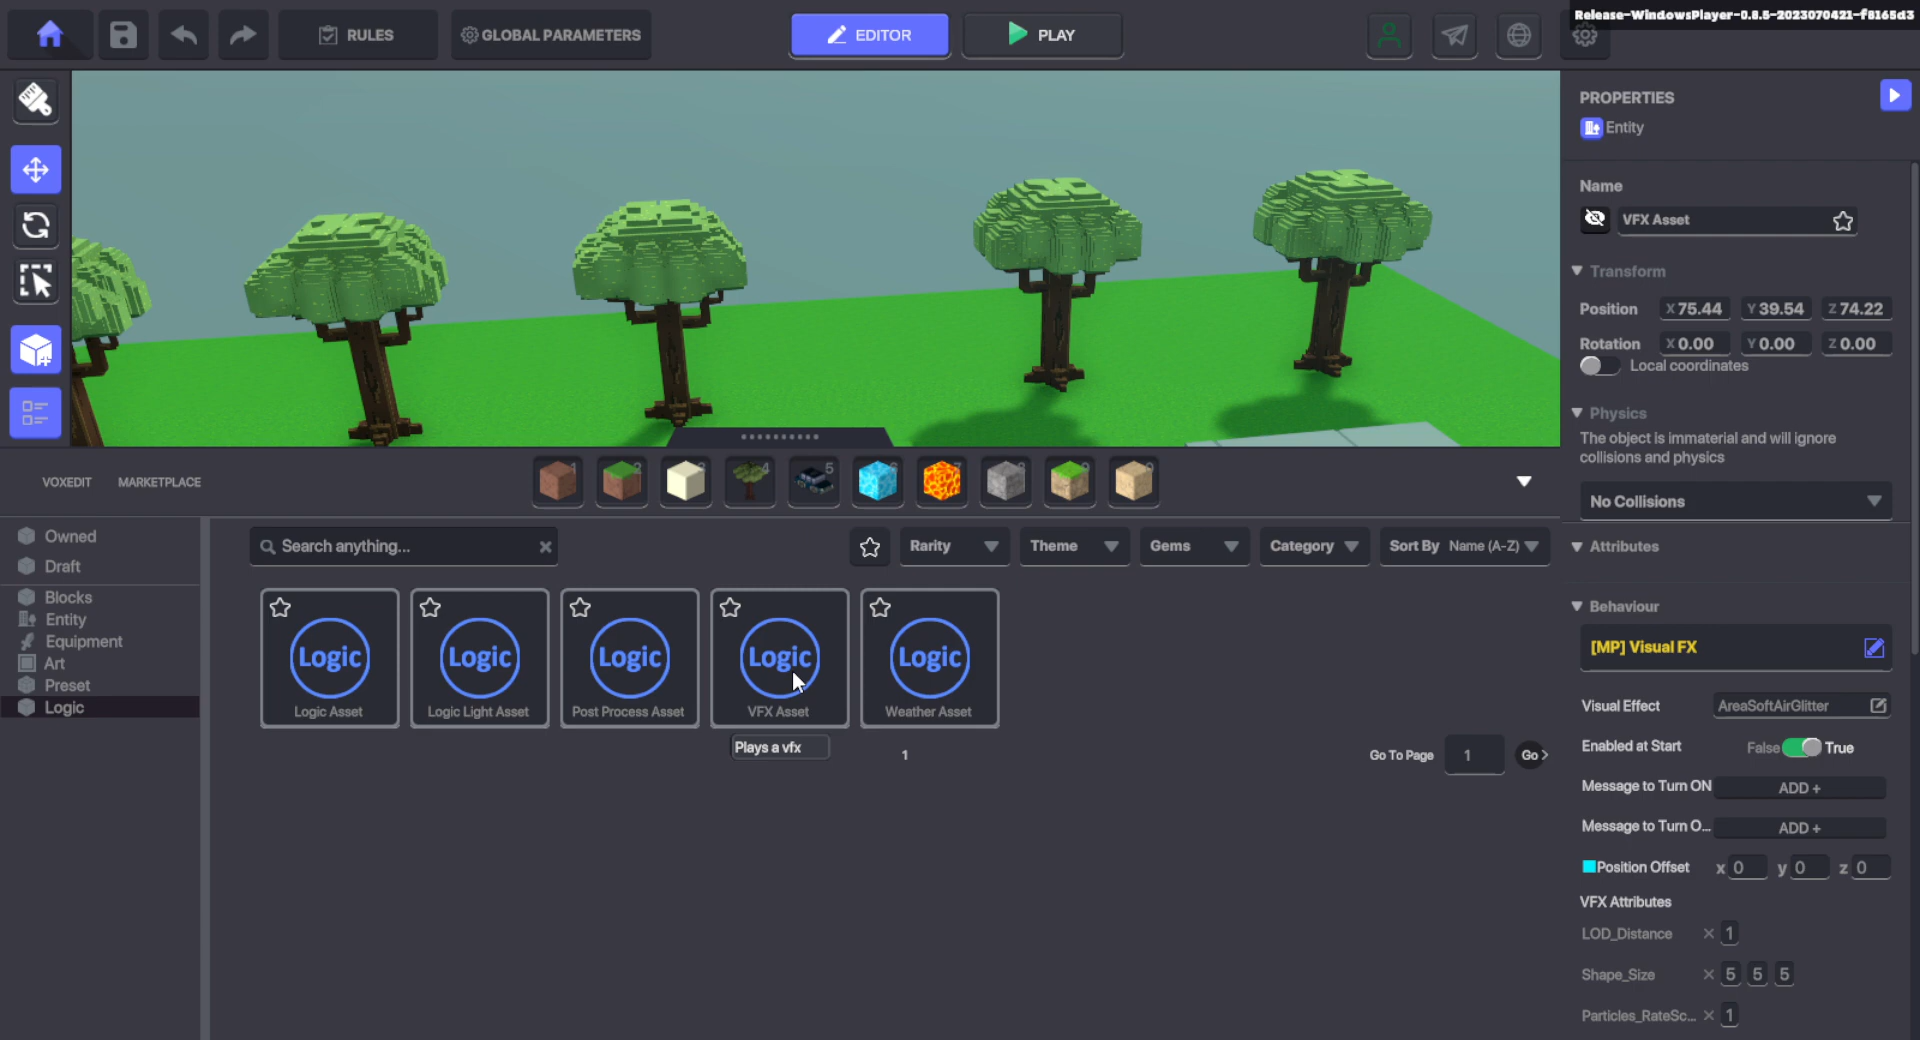 Release-WindowsPlayer-0.8.5-2023070421-f8165d3
RULES
GLOBAL PARAMETERS
EDITOR
PLAY
PROPERTIES
Entity
Name
VFX Asset
Transform
Position X 75.44 Y 39.54 Z 74.22
Rotation X 0.00 Y 0.00 Z 0.00
Local coordinates
Physics
The object is immaterial and will ignore
collisions and physics
No Collisions
Attributes
Behaviour
[MP] Visual FX
Visual Effect AreaSoftAirGlitter
Enabled at Start False True
Message to Turn ON ADD +
Message to Turn O... ADD +
Position Offset x 0 y 0 z 0
VFX Attributes
LOD_Distance × 1
Shape_Size × 5 5 5
Particles_RateSc... × 1
VOXEDIT MARKETPLACE
4 5
Owned
Draft
Blocks
Entity
Equipment
Art
Preset
Logic
Search anything...
Rarity
Theme
Gems
Category
Sort By Name (A-Z)
Logic Logic Logic Logic Logic
Logic Asset Logic Light Asset Post Process Asset VFX Asset Weather Asset
Plays a vfx
1
Go To Page 1 Go >